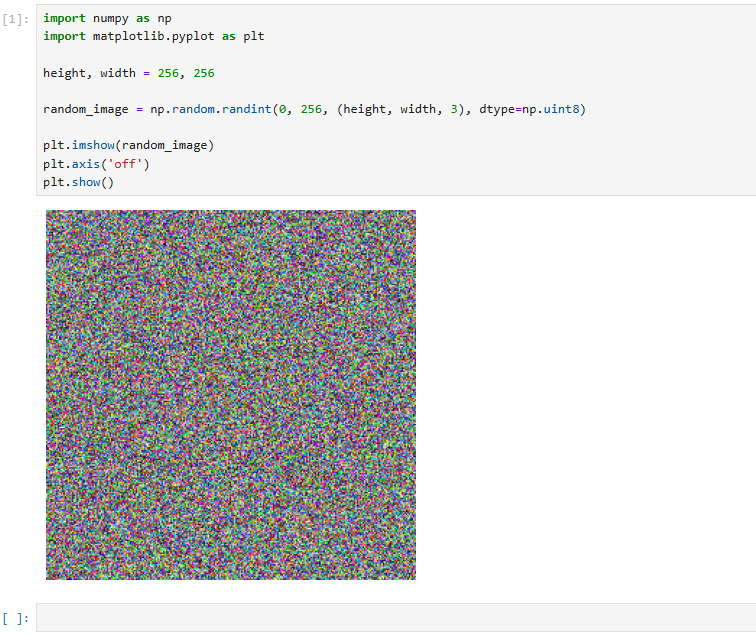 [1]:
import numpy as np
import matplotlib.pyplot as plt
height, width = 256, 256
random_image = np.random.randint(0, 256, (height, width, 3), dtype=np.uint8)
plt.imshow(random_image)
plt.axis('off')
plt.show()
[ ]: